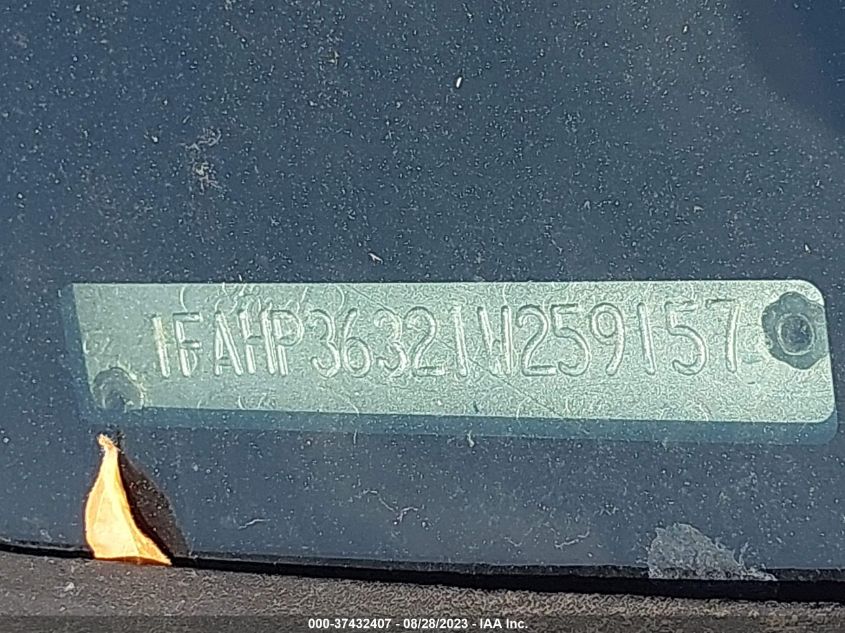 1FAHP36321W259157
000-37432407 | 08/28/2023 - IAA Inc.